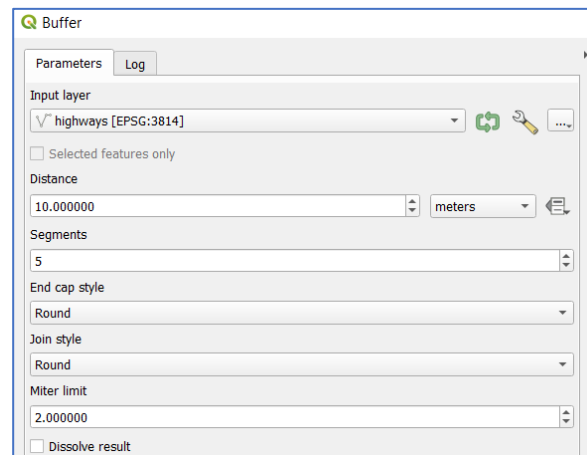 Buffer
Parameters Log
Input layer
highways [EPSG:3814]
...
Selected features only
Distance
10.000000 meters
Segments
5
End cap style
Round
Join style
Round
Miter limit
2.000000
Dissolve result